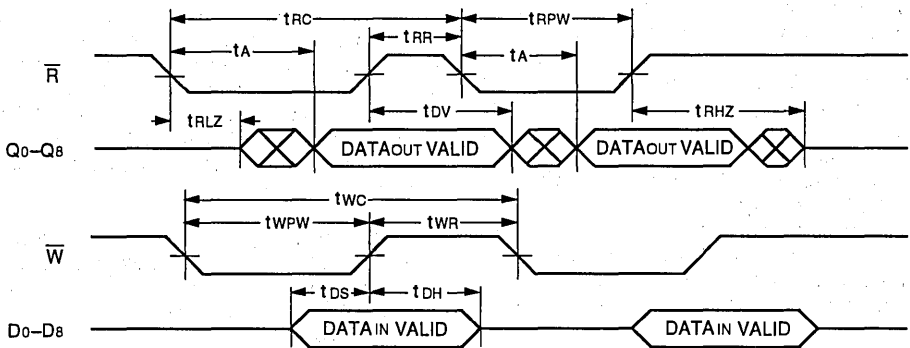 tRC tRPW
tA tRR tA
R̅
tDV
tRLZ tRHZ
Q0–Q8 DATAOUT VALID DATAOUT VALID
tWC
tWPW tWR
W̅
tDS tDH
D0–D8 DATAIN VALID DATAIN VALID